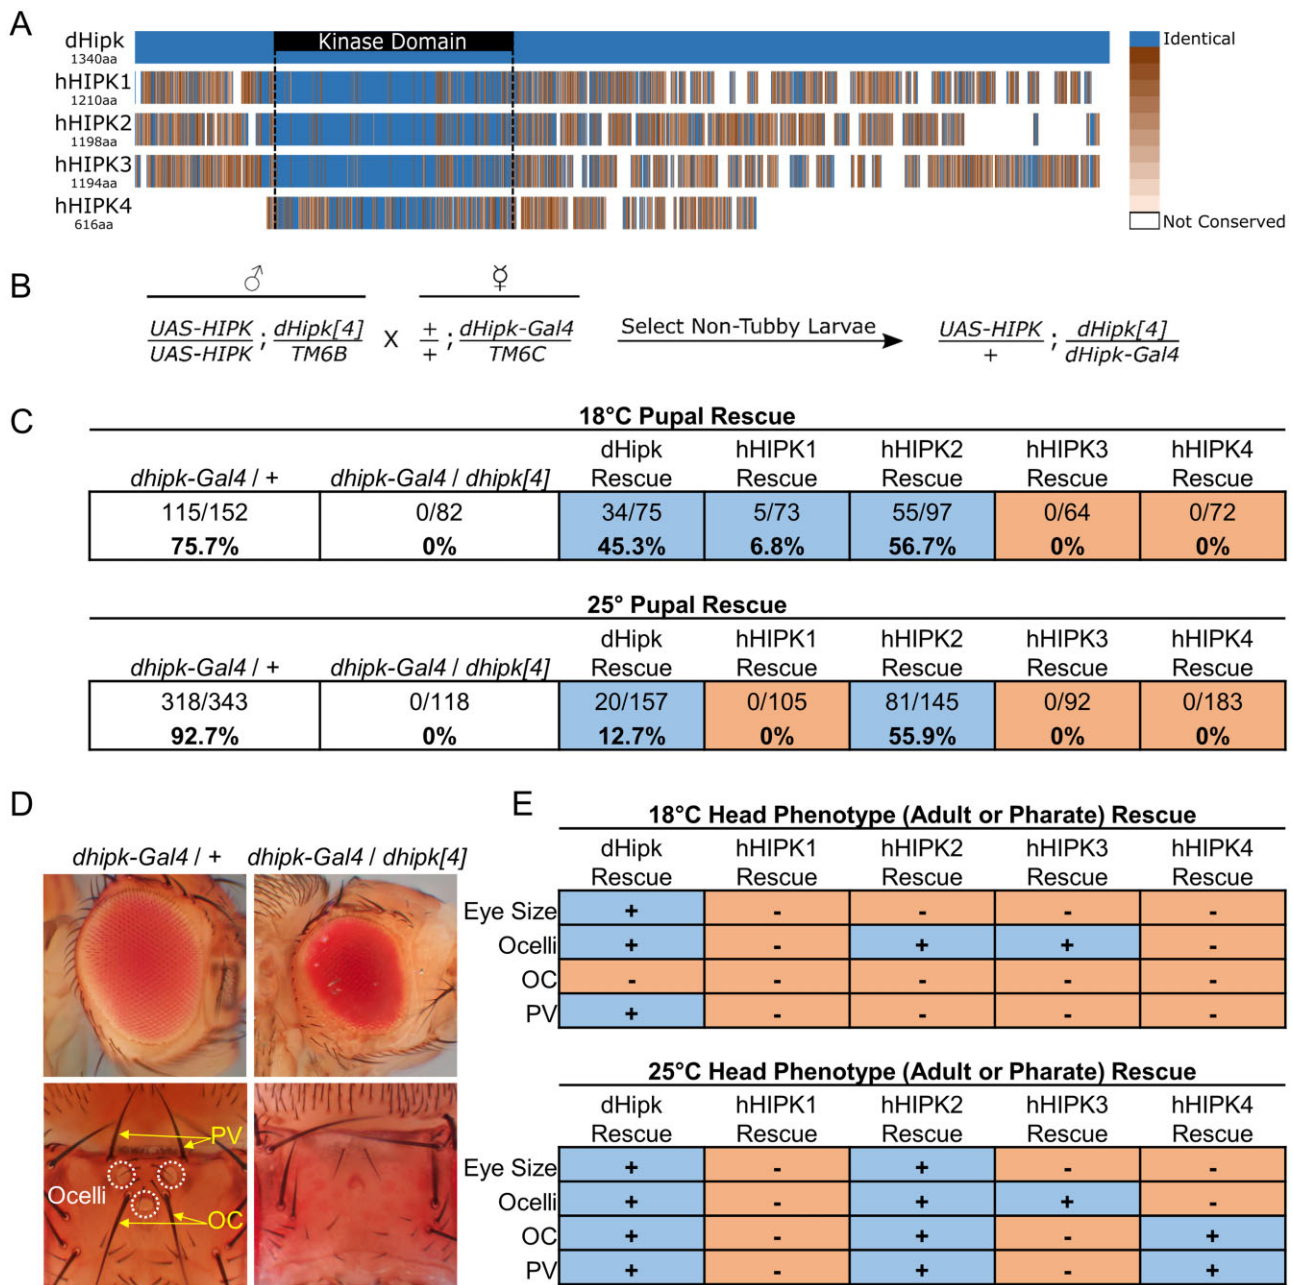 A
dHipk
1340aa
Kinase Domain
Identical
hHIPK1
1210aa
hHIPK2
1198aa
hHIPK3
1194aa
hHIPK4
616aa
Not Conserved
B
♂ ☿
UAS-HIPK ; dHipk[4] X + ; dHipk-Gal4 Select Non-Tubby Larvae UAS-HIPK ; dHipk[4]
UAS-HIPK TM6B + TM6C + dHipk-Gal4
C
18°C Pupal Rescue
dHipk hHIPK1 hHIPK2 hHIPK3 hHIPK4
dhipk-Gal4 / + dhipk-Gal4 / dhipk[4] Rescue Rescue Rescue Rescue Rescue
115/152 0/82 34/75 5/73 55/97 0/64 0/72
75.7% 0% 45.3% 6.8% 56.7% 0% 0%
25° Pupal Rescue
dHipk hHIPK1 hHIPK2 hHIPK3 hHIPK4
dhipk-Gal4 / + dhipk-Gal4 / dhipk[4] Rescue Rescue Rescue Rescue Rescue
318/343 0/118 20/157 0/105 81/145 0/92 0/183
92.7% 0% 12.7% 0% 55.9% 0% 0%
D
dhipk-Gal4 / + dhipk-Gal4 / dhipk[4]
PV
Ocelli
OC
E
18°C Head Phenotype (Adult or Pharate) Rescue
dHipk hHIPK1 hHIPK2 hHIPK3 hHIPK4
Rescue Rescue Rescue Rescue Rescue
Eye Size + - - - -
Ocelli + - + + -
OC - - - - -
PV + - - - -
25°C Head Phenotype (Adult or Pharate) Rescue
dHipk hHIPK1 hHIPK2 hHIPK3 hHIPK4
Rescue Rescue Rescue Rescue Rescue
Eye Size + - + - -
Ocelli + - + + -
OC + - + - +
PV + - + - +